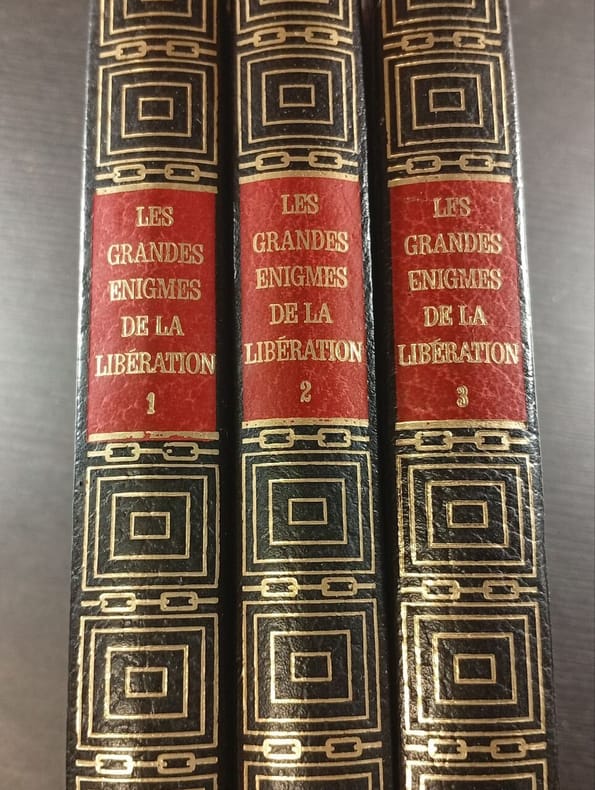 LES
GRANDES
ENIGMES
DE LA
LIBÉRATION
1
LES
GRANDES
ENIGMES
DE LA
LIBÉRATION
2
LES
GRANDES
ENIGMES
DE LA
LIBÉRATION
3